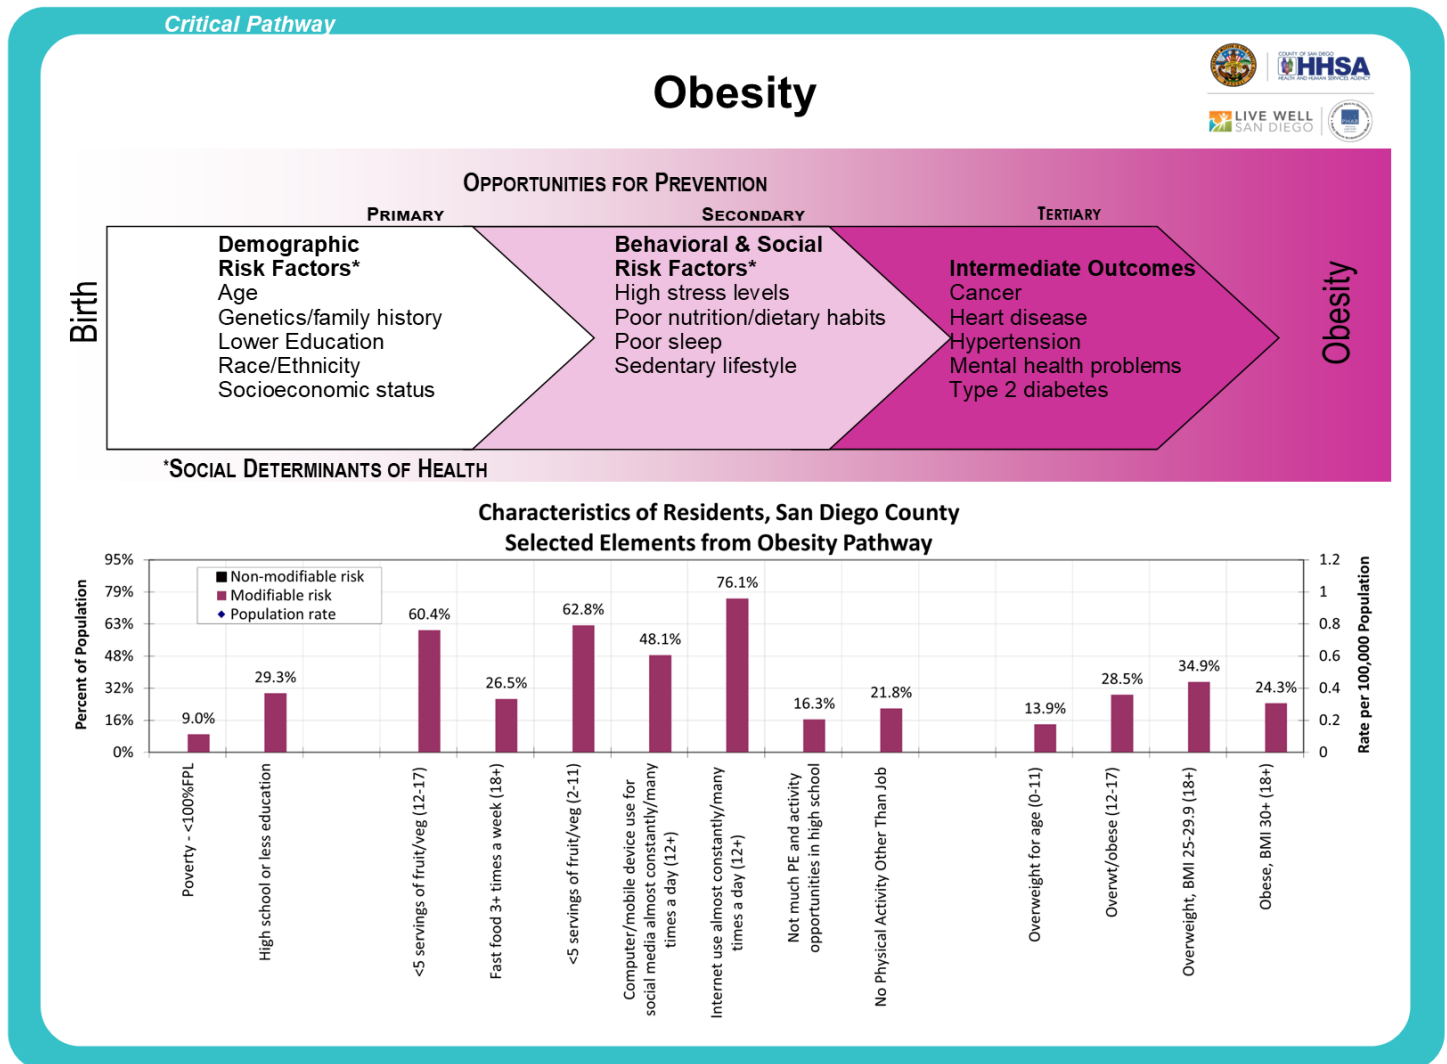 Critical Pathway
Obesity
COUNTY OF SAN DIEGO
HHSA
HEALTH AND HUMAN SERVICES AGENCY
LIVE WELL
SAN DIEGO
OPPORTUNITIES FOR PREVENTION
PRIMARY
SECONDARY
TERTIARY
Birth
Demographic
Risk Factors*
Age
Genetics/family history
Lower Education
Race/Ethnicity
Socioeconomic status
Behavioral & Social
Risk Factors*
High stress levels
Poor nutrition/dietary habits
Poor sleep
Sedentary lifestyle
Intermediate Outcomes
Cancer
Heart disease
Hypertension
Mental health problems
Type 2 diabetes
Obesity
*SOCIAL DETERMINANTS OF HEALTH
Characteristics of Residents, San Diego County
Selected Elements from Obesity Pathway
Percent of Population
95%
79%
63%
48%
32%
16%
0%
Non-modifiable risk
Modifiable risk
Population rate
9.0%
29.3%
60.4%
26.5%
62.8%
48.1%
76.1%
16.3%
21.8%
13.9%
28.5%
34.9%
24.3%
1.2
1
0.8
0.6
0.4
0.2
0
Rate per 100,000 Population
Poverty - <100%FPL
High school or less education
<5 servings of fruit/veg (12-17)
Fast food 3+ times a week (18+)
<5 servings of fruit/veg (2-11)
Computer/mobile device use for
social media almost constantly/many
times a day (12+)
Internet use almost constantly/many
times a day (12+)
Not much PE and activity
opportunities in high school
No Physical Activity Other Than Job
Overweight for age (0-11)
Overwt/obese (12-17)
Overweight, BMI 25-29.9 (18+)
Obese, BMI 30+ (18+)